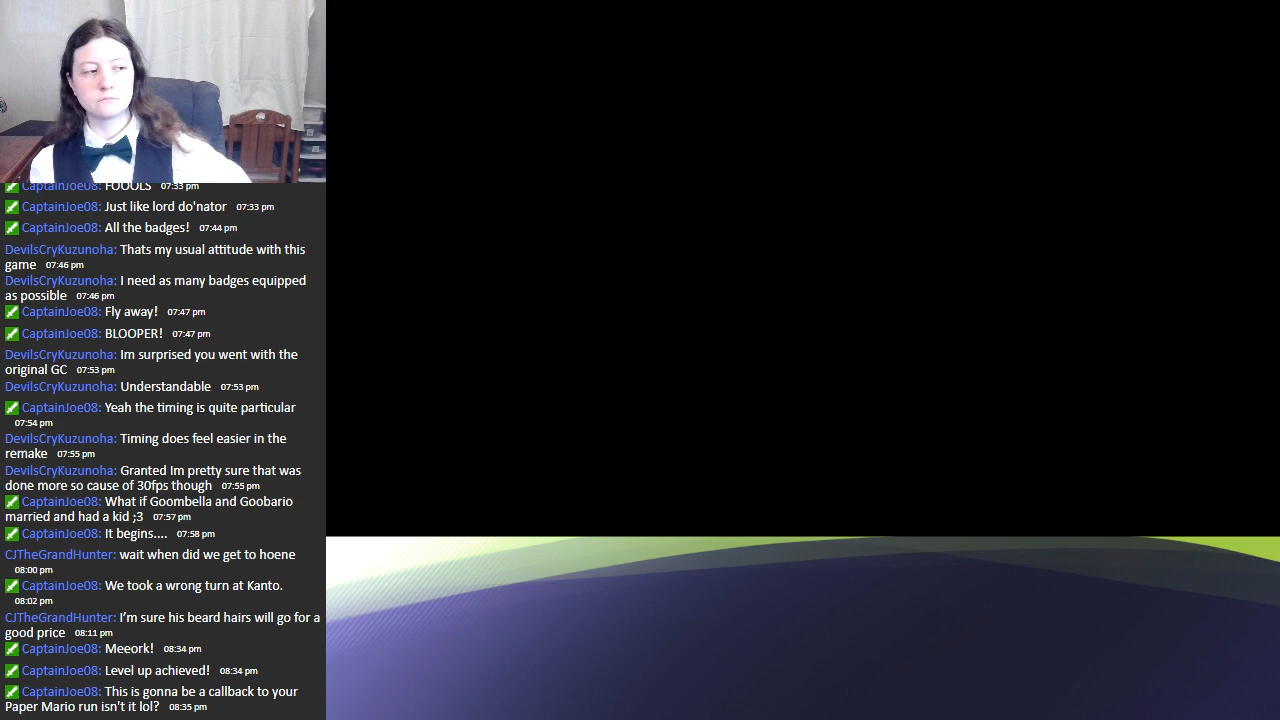 CaptainJoe08: FOOOLS 07:33 pm
CaptainJoe08: Just like lord do'nator 07:33 pm
CaptainJoe08: All the badges! 07:44 pm
DevilsCryKuzunoha: Thats my usual attitude with this
game 07:46 pm
DevilsCryKuzunoha: I need as many badges equipped
as possible 07:46 pm
CaptainJoe08: Fly away! 07:47 pm
CaptainJoe08: BLOOPER! 07:47 pm
DevilsCryKuzunoha: Im surprised you went with the
original GC 07:53 pm
DevilsCryKuzunoha: Understandable 07:53 pm
CaptainJoe08: Yeah the timing is quite particular
07:54 pm
DevilsCryKuzunoha: Timing does feel easier in the
remake 07:55 pm
DevilsCryKuzunoha: Granted Im pretty sure that was
done more so cause of 30fps though 07:55 pm
CaptainJoe08: What if Goombella and Goobario
married and had a kid ;3 07:57 pm
CaptainJoe08: It begins.... 07:58 pm
CJTheGrandHunter: wait when did we get to hoene
08:00 pm
CaptainJoe08: We took a wrong turn at Kanto.
08:02 pm
CJTheGrandHunter: I’m sure his beard hairs will go for a
good price 08:11 pm
CaptainJoe08: Meeork! 08:34 pm
CaptainJoe08: Level up achieved! 08:34 pm
CaptainJoe08: This is gonna be a callback to your
Paper Mario run isn't it lol? 08:35 pm